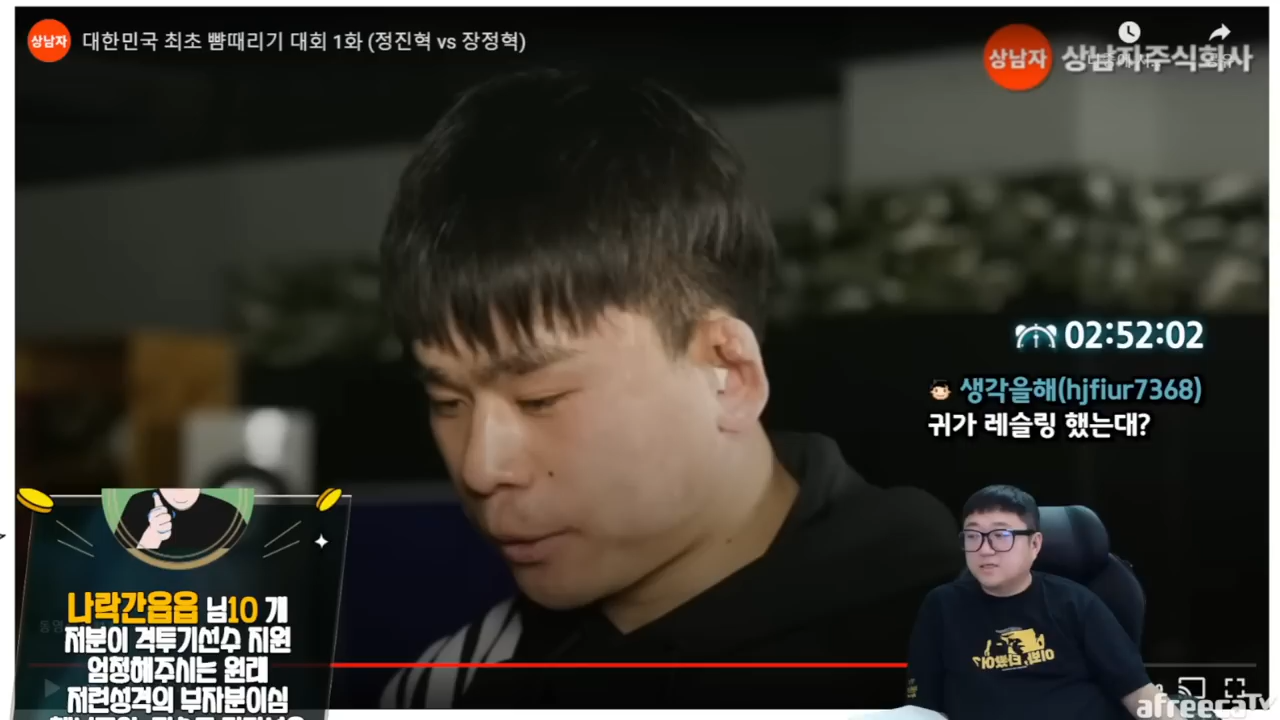 상남자 대한민국 최초 뺨때리기 대회 1화 (정진혁 vs 장정혁)
상남자 상남자주식회사
02:52:02
생각을해(hjfiur7368)
귀가 레슬링 했는대?
나락간읍읍 님10 개
저분이 격투기선수 지원
엄청해주시는 원래
저런성격의 부자분이심
afreecaTV